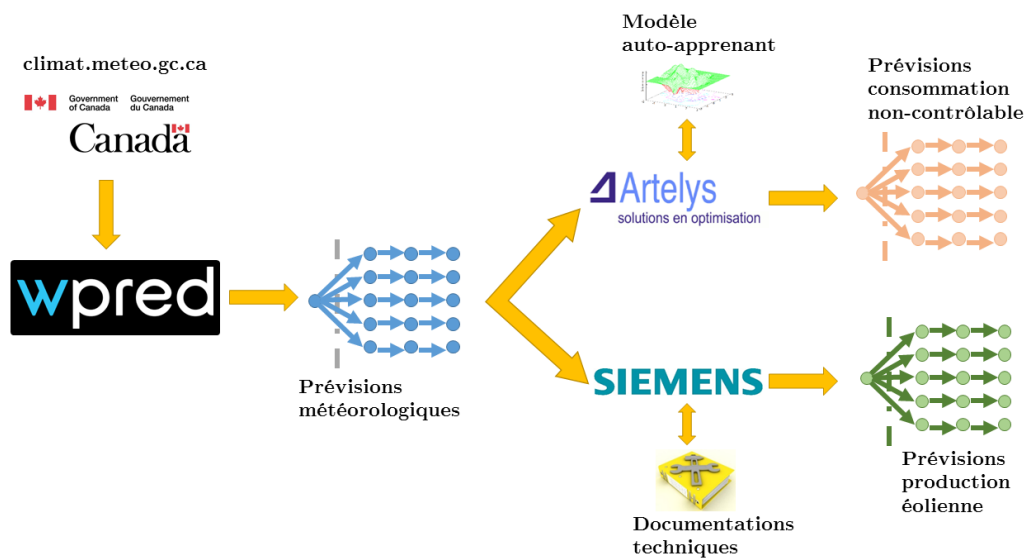 climat.meteo.gc.ca
Government of Canada
Gouvernement du Canada
Canada
wpred
Prévisions
météorologiques
Modèle
auto-apprenant
Artelys
solutions en optimisation
SIEMENS
Documentations
techniques
Prévisions
consommation
non-contrôlable
Prévisions
production
éolienne